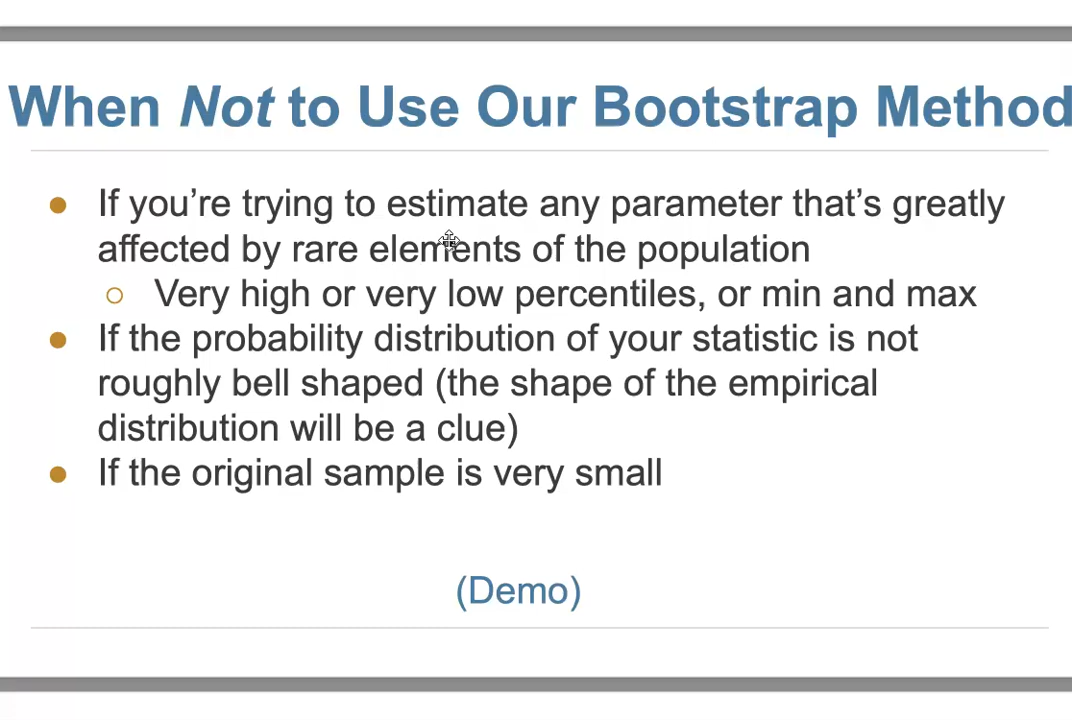 When Not to Use Our Bootstrap Method
● If you’re trying to estimate any parameter that’s greatly
affected by rare elements of the population
○ Very high or very low percentiles, or min and max
● If the probability distribution of your statistic is not
roughly bell shaped (the shape of the empirical
distribution will be a clue)
● If the original sample is very small
(Demo)